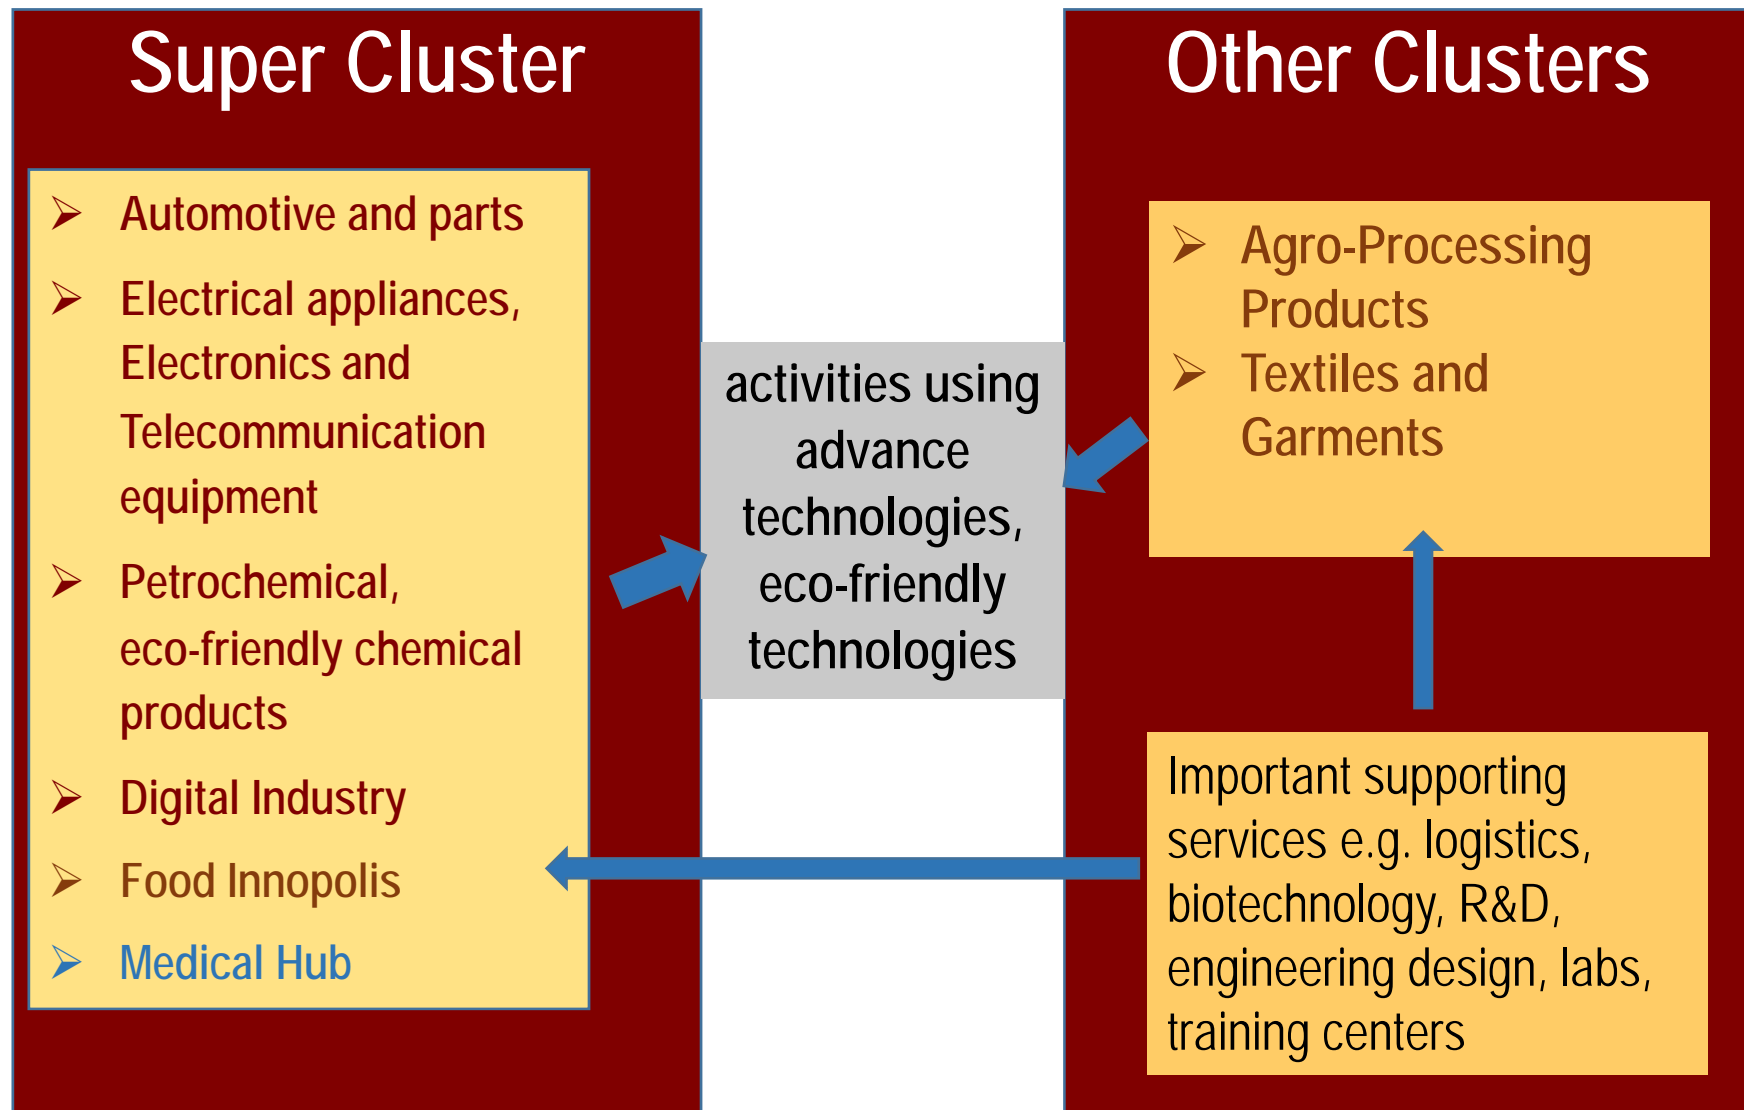 Super Cluster
➢ Automotive and parts
➢ Electrical appliances,
Electronics and
Telecommunication
equipment
➢ Petrochemical,
eco-friendly chemical
products
➢ Digital Industry
➢ Food Innopolis
➢ Medical Hub
activities using
advance
technologies,
eco-friendly
technologies
Other Clusters
➢ Agro-Processing
Products
➢ Textiles and
Garments
Important supporting
services e.g. logistics,
biotechnology, R&D,
engineering design, labs,
training centers